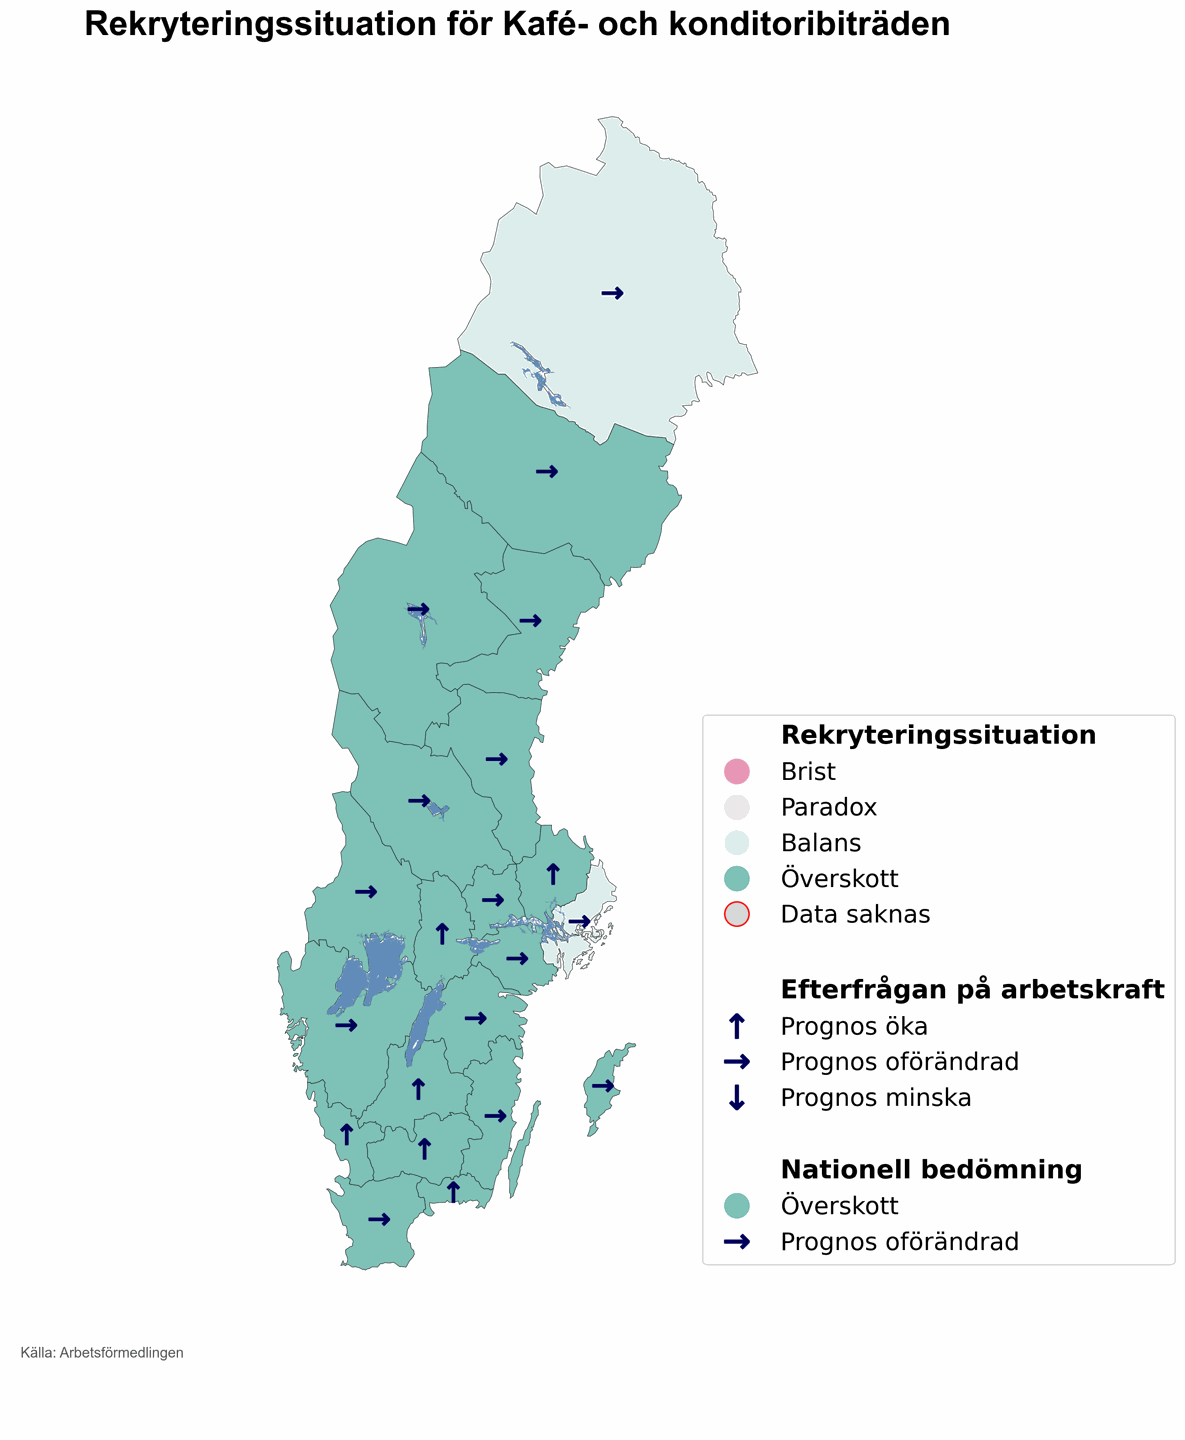 Rekryteringssituation för Kafé- och konditoribiträden
Rekryteringssituation
Brist
Paradox
Balans
Överskott
Data saknas
Efterfrågan på arbetskraft
Prognos öka
Prognos oförändrad
Prognos minska
Nationell bedömning
Överskott
Prognos oförändrad
Källa: Arbetsförmedlingen